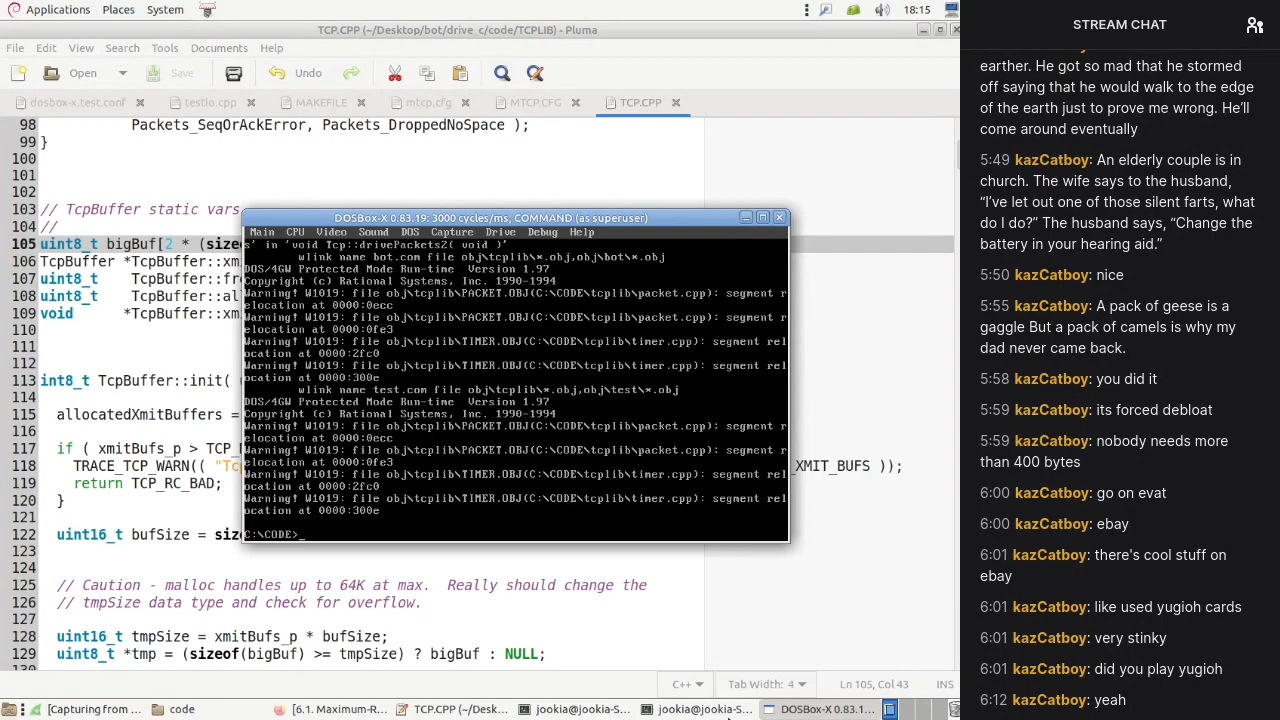 Applications Places System
18:15
TCP.CPP (~/Desktop/bot/drive_c/code/TCPLIB) - Pluma
File Edit View Search Tools Documents Help
Open Save Undo
dosbox-x.test.conf testio.cpp MAKEFILE mtcp.cfg MTCP.CFG TCP.CPP
98 Packets_SeqOrAckError, Packets_DroppedNoSpace );
99 }
100
101
102
103 // TcpBuffer static vars
104 //
105 uint8_t bigBuf[2 * (size
106 TcpBuffer *TcpBuffer::xm
107 uint8_t TcpBuffer::fr
108 uint8_t TcpBuffer::al
109 void *TcpBuffer::xm
110
111
112
113 int8_t TcpBuffer::init(
114
115 allocatedXmitBuffers =
116
117 if ( xmitBufs_p > TCP_
118 TRACE_TCP_WARN(( "Tc _XMIT_BUFS ));
119 return TCP_RC_BAD;
120 }
121
122 uint16_t bufSize = siz
123
124
125 // Caution - malloc handles up to 64K at max. Really should change the
126 // tmpSize data type and check for overflow.
127
128 uint16_t tmpSize = xmitBufs_p * bufSize;
129 uint8_t *tmp = (sizeof(bigBuf) >= tmpSize) ? bigBuf : NULL;
130
C++ Tab Width: 4 Ln 105, Col 43 INS
DOSBox-X 0.83.19: 3000 cycles/ms, COMMAND (as superuser)
Main CPU Video Sound DOS Capture Drive Debug Help
s' in 'void Tcp::drivePackets2( void )'
wlink name bot.com file obj\tcplib\*.obj,obj\bot\*.obj
DOS/4GW Protected Mode Run-time Version 1.97
Copyright (c) Rational Systems, Inc. 1990-1994
Warning! W1019: file obj\tcplib\PACKET.OBJ(C:\CODE\tcplib\packet.cpp): segment r
elocation at 0000:0ecc
Warning! W1019: file obj\tcplib\PACKET.OBJ(C:\CODE\tcplib\packet.cpp): segment r
elocation at 0000:0fe3
Warning! W1019: file obj\tcplib\TIMER.OBJ(C:\CODE\tcplib\timer.cpp): segment rel
ocation at 0000:2fc0
Warning! W1019: file obj\tcplib\TIMER.OBJ(C:\CODE\tcplib\timer.cpp): segment rel
ocation at 0000:300e
wlink name test.com file obj\tcplib\*.obj,obj\test\*.obj
DOS/4GW Protected Mode Run-time Version 1.97
Copyright (c) Rational Systems, Inc. 1990-1994
Warning! W1019: file obj\tcplib\PACKET.OBJ(C:\CODE\tcplib\packet.cpp): segment r
elocation at 0000:0ecc
Warning! W1019: file obj\tcplib\PACKET.OBJ(C:\CODE\tcplib\packet.cpp): segment r
elocation at 0000:0fe3
Warning! W1019: file obj\tcplib\TIMER.OBJ(C:\CODE\tcplib\timer.cpp): segment rel
ocation at 0000:2fc0
Warning! W1019: file obj\tcplib\TIMER.OBJ(C:\CODE\tcplib\timer.cpp): segment rel
ocation at 0000:300e
C:\CODE>_
[Capturing from ... code [6.1. Maximum-R... TCP.CPP (~/Deskt... jookia@jookia-S... jookia@jookia-S... DOSBox-X 0.83.1...
STREAM CHAT
earther. He got so mad that he stormed
off saying that he would walk to the edge
of the earth just to prove me wrong. He’ll
come around eventually
5:49 kazCatboy: An elderly couple is in
church. The wife says to the husband,
“I’ve let out one of those silent farts, what
do I do?” The husband says, “Change the
battery in your hearing aid.”
5:50 kazCatboy: nice
5:55 kazCatboy: A pack of geese is a
gaggle But a pack of camels is why my
dad never came back.
5:58 kazCatboy: you did it
5:59 kazCatboy: its forced debloat
5:59 kazCatboy: nobody needs more
than 400 bytes
6:00 kazCatboy: go on evat
6:00 kazCatboy: ebay
6:01 kazCatboy: there's cool stuff on
ebay
6:01 kazCatboy: like used yugioh cards
6:01 kazCatboy: very stinky
6:01 kazCatboy: did you play yugioh
6:12 kazCatboy: yeah